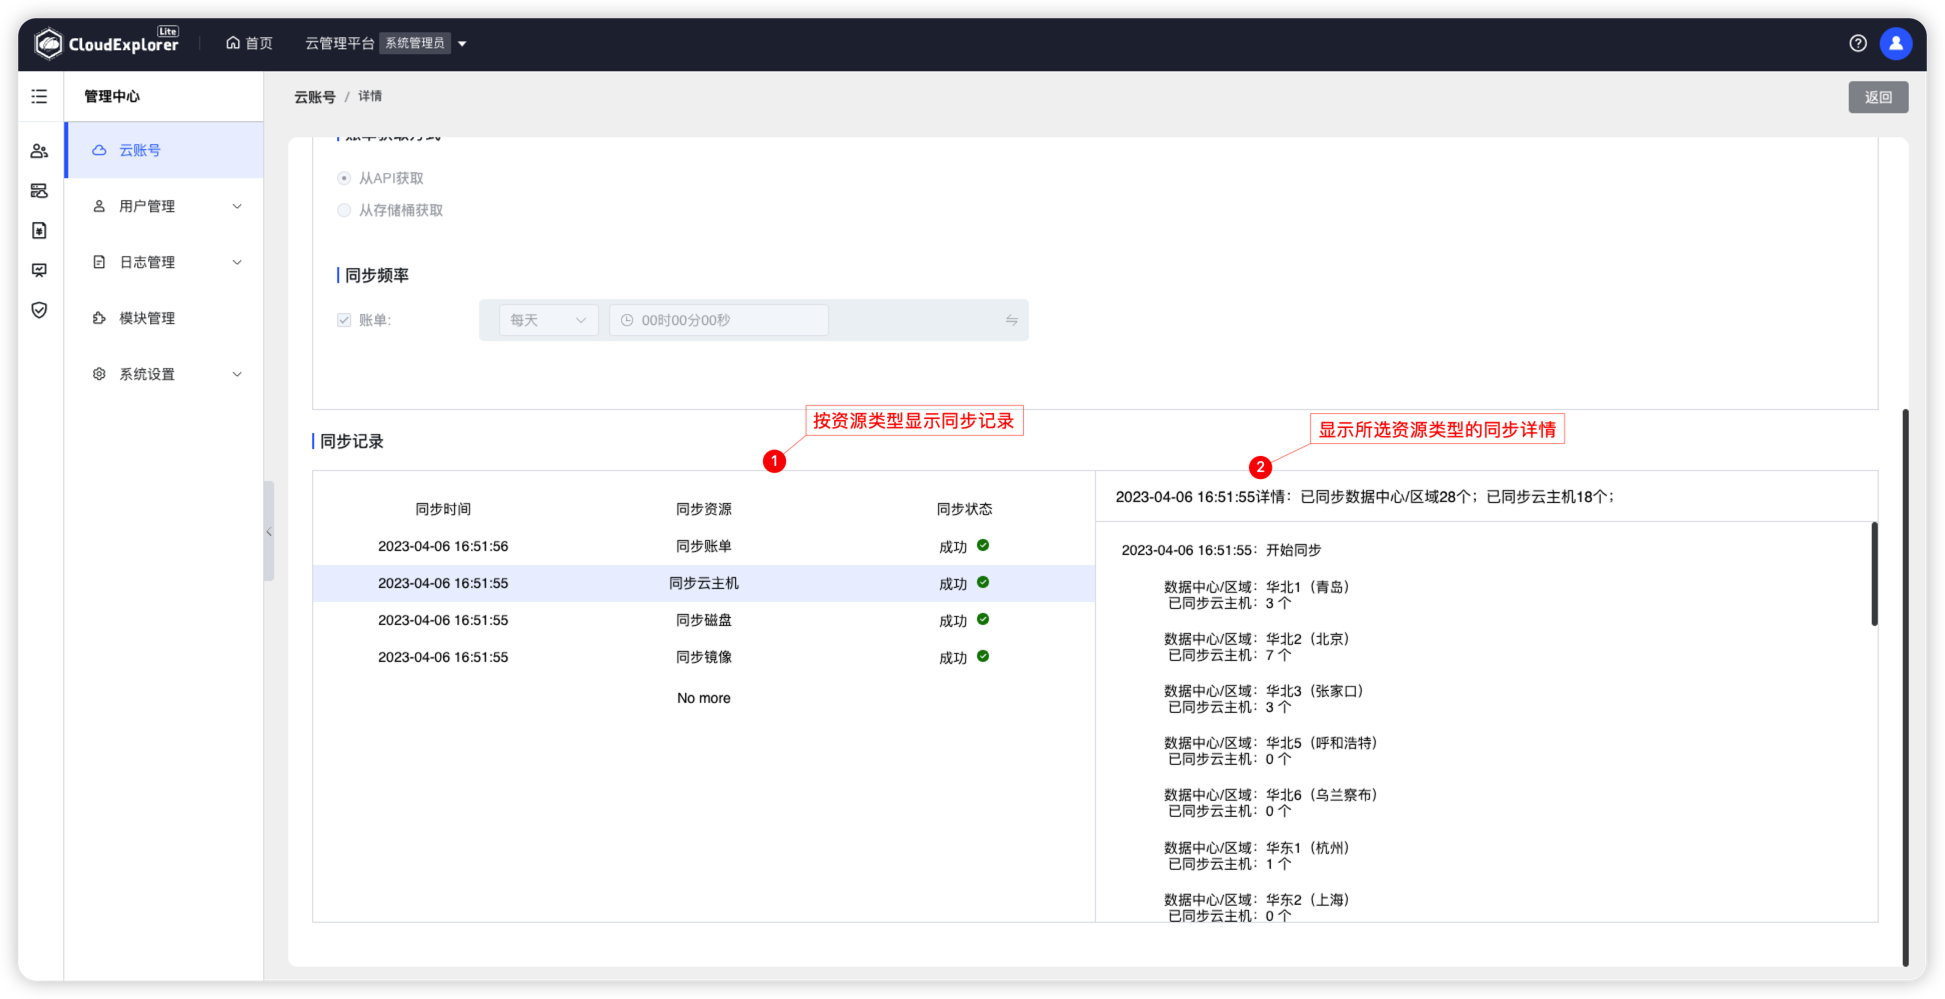 CloudExplorer Lite
首页
云管理平台 系统管理员
管理中心
云账号 / 详情
返回
云账号
用户管理
日志管理
模块管理
系统设置
账单获取方式
从API获取
从存储桶获取
同步频率
账单:
每天
00时00分00秒
按资源类型显示同步记录
显示所选资源类型的同步详情
同步记录
1
2
同步时间 同步资源 同步状态
2023-04-06 16:51:56 同步账单 成功
2023-04-06 16:51:55 同步云主机 成功
2023-04-06 16:51:55 同步磁盘 成功
2023-04-06 16:51:55 同步镜像 成功
No more
2023-04-06 16:51:55详情：已同步数据中心/区域28个；已同步云主机18个；
2023-04-06 16:51:55：开始同步
数据中心/区域：华北1（青岛）
已同步云主机：3 个
数据中心/区域：华北2（北京）
已同步云主机：7 个
数据中心/区域：华北3（张家口）
已同步云主机：3 个
数据中心/区域：华北5（呼和浩特）
已同步云主机：0 个
数据中心/区域：华北6（乌兰察布）
已同步云主机：0 个
数据中心/区域：华东1（杭州）
已同步云主机：1 个
数据中心/区域：华东2（上海）
已同步云主机：0 个